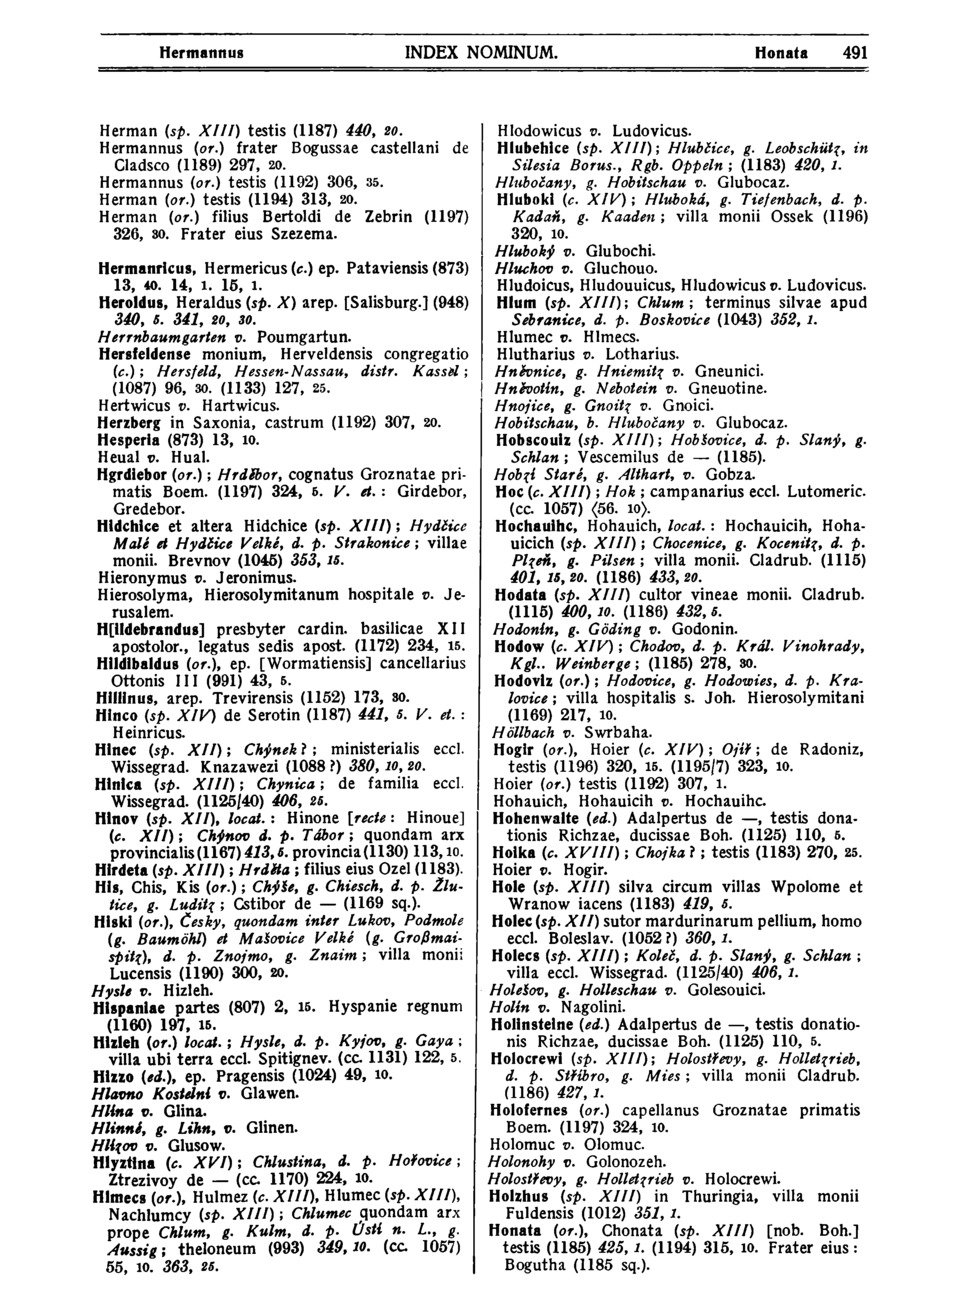 Hermannus INDEX NOMINUM. Honata 491
Herman (sp. XIII) testis (1187) 440, 20.
Hermannus (or.) frater Bogussae castellani de
Cladsco (1189) 297, 20.
Hermannus (or.) testis (1192) 306, 35.
Herman (or.) testis (1194) 313, 20.
Herman (or.) filius Bertoldi de Zebrin (1197)
326, 30. Frater eius Szezema.
Hermanricus, Hermericus (c.) ep. Pataviensis (873)
13, 40. 14, 1. 15, 1.
Heroldus, Heraldus (sp. X) arep. [Salisburg.] (948)
340, 5. 341, 20, 30.
Herrnbaumgarten v. Poumgartun.
Hersfeldense monium, Herveldensis congregatio
(c.); Hersfeld, Hessen-Nassau, distr. Kassel;
(1087) 96, 30. (1133) 127, 25.
Hertwicus v. Hartwicus.
Herzberg in Saxonia, castrum (1192) 307, 20.
Hesperia (873) 13, 10.
Heual v. Hual.
Hgrdiebor (or.); Hrdĕbor, cognatus Groznatae pri-
matis Boem. (1197) 324, 5. V. et.: Girdebor,
Gredebor.
Hidchice et altera Hidchice (sp. XIII); Hydčice
Malé et Hydčice Velké, d. p. Strakonice; villae
monii. Brevnov (1045) 353, 15.
Hieronymus v. Jeronimus.
Hierosolyma, Hierosolymitanum hospitale v. Je-
rusalem.
H[ildebrandus] presbyter cardin. basilicae XII
apostolor., legatus sedis apost. (1172) 234, 15.
Hildibaldus (or.), ep. [Wormatiensis] cancellarius
Ottonis III (991) 43, 5.
Hillinus, arep. Trevirensis (1152) 173, 30.
Hinco (sp. XIV) de Serotin (1187) 441, 5. V. et.:
Heinricus.
Hinec (sp. XII); Chýnek?; ministerialis eccl.
Wissegrad. Knazawezi (1088?) 380, 10, 20.
Hinica (sp. XIII); Chynica; de familia eccl.
Wissegrad. (1125/40) 406, 25.
Hinov (sp. XII), locat.: Hinone [recte: Hinoue]
(c. XII); Chýnov d. p. Tábor; quondam arx
provincialis (1167) 413, 5. provincia (1130) 113, 10.
Hirdeta (sp. XIII); Hrděta; filius eius Ozel (1183).
His, Chis, Kis (or.); Chýše, g. Chiesch, d. p. Žlu-
tice, g. Luditz; Cstibor de — (1169 sq.).
Hiski (or.), Česky, quondam inter Lukov, Podmole
(g. Baumöhl) et Mašovice Velké (g. Großmai-
spitz), d. p. Znojmo, g. Znaim; villa monii
Lucensis (1190) 300, 20.
Hysle v. Hizleh.
Hispaniae partes (807) 2, 15. Hyspanie regnum
(1160) 197, 15.
Hizleh (or.) locat.; Hysle, d. p. Kyjov, g. Gaya;
villa ubi terra eccl. Spitignev. (cc. 1131) 122, 5.
Hizzo (ed.), ep. Pragensis (1024) 49, 10.
Hlavno Kostelní v. Glawen.
Hlina v. Glina.
Hlinné, g. Lihn, v. Glinen.
Hlízov v. Glusow.
Hlyztina (c. XVI); Chlustina, d. p. Hořovice;
Ztrezivoy de — (cc. 1170) 224, 10.
Hlmecs (or.), Hulmez (c. XIII), Hlumec (sp. XIII),
Nachlumcy (sp. XIII); Chlumec quondam arx
prope Chlum, g. Kulm, d. p. Ústí n. L., g.
Aussig; theloneum (993) 349, 10. (cc. 1057)
55, 10. 363, 25.
Hlodowicus v. Ludovicus.
Hlubehice (sp. XIII); Hlubčice, g. Leobschütz, in
Silesia Borus., Rgb. Oppeln; (1183) 420, 1.
Hlubočany, g. Hobitschau v. Glubocaz.
Hluboki (c. XIV); Hluboká, g. Tiefenbach, d. p.
Kadaň, g. Kaaden; villa monii Ossek (1196)
320, 10.
Hluboký v. Glubochi.
Hluchov v. Gluchouo.
Hludoicus, Hludouuicus, Hludowicus v. Ludovicus.
Hlum (sp. XIII); Chlum; terminus silvae apud
Sebranice, d. p. Boskovice (1043) 352, 1.
Hlumec v. Hlmecs.
Hlutharius v. Lotharius.
Hněvnice, g. Hniemitz v. Gneunici.
Hněvotín, g. Nebotein v. Gneuotine.
Hnojice, g. Gnoitz v. Gnoici.
Hobitschau, b. Hlubočany v. Glubocaz.
Hobscouiz (sp. XIII); Hobšovice, d. p. Slaný, g.
Schlan; Vescemilus de — (1185).
Hobzí Staré, g. Althart, v. Gobza.
Hoc (c. XIII); Hok; campanarius eccl. Lutomeric.
(cc. 1057) ⟨56. 10⟩.
Hochauihc, Hohauich, locat.: Hochauicih, Hoha-
uicich (sp. XIII); Chocenice, g. Kocenitz, d. p.
Plzeň, g. Pilsen; villa monii. Cladrub. (1115)
401, 15, 20. (1186) 433, 20.
Hodata (sp. XIII) cultor vineae monii. Cladrub.
(1115) 400, 10. (1186) 432, 5.
Hodonín, g. Göding v. Godonin.
Hodow (c. XIV); Chodov, d. p. Král. Vinohrady,
Kgl.. Weinberge; (1185) 278, 30.
Hodoviz (or.); Hodovice, g. Hodowies, d. p. Kra-
lovice; villa hospitalis s. Joh. Hierosolymitani
(1169) 217, 10.
Höllbach v. Swrbaha.
Hogir (or.), Hoier (c. XIV); Ojiř; de Radoniz,
testis (1196) 320, 15. (1195/7) 323, 10.
Hoier (or.) testis (1192) 307, 1.
Hohauich, Hohauicih v. Hochauihc.
Hohenwalte (ed.) Adalpertus de —, testis dona-
tionis Richzae, ducissae Boh. (1125) 110, 5.
Hoika (c. XVIII); Chojka?; testis (1183) 270, 25.
Hoier v. Hogir.
Hole (sp. XIII) silva circum villas Wpolome et
Wranow iacens (1183) 419, 5.
Holec (sp. XII) sutor mardurinarum pellium, homo
eccl. Boleslav. (1052?) 360, 1.
Holecs (sp. XIII); Koleč, d. p. Slaný, g. Schlan;
villa eccl. Wissegrad. (1125/40) 406, 1.
Holešov, g. Holleschau v. Golesouici.
Holín v. Nagolini.
Holinsteine (ed.) Adalpertus de —, testis donatio-
nis Richzae, ducissae Boh. (1125) 110, 5.
Holocrewi (sp. XIII); Holostřevy, g. Holletzrieb,
d. p. Stříbro, g. Mies; villa monii Cladrub.
(1186) 427, 1.
Holofernes (or.) capellanus Groznatae primatis
Boem. (1197) 324, 10.
Holomuc v. Olomuc.
Holonohy v. Golonozeh.
Holostřevy, g. Holletzrieb v. Holocrewi.
Holzhus (sp. XIII) in Thuringia, villa monii
Fuldensis (1012) 351, 1.
Honata (or.), Chonata (sp. XIII) [nob. Boh.]
testis (1185) 425, 1. (1194) 315, 10. Frater eius:
Bogutha (1185 sq.).